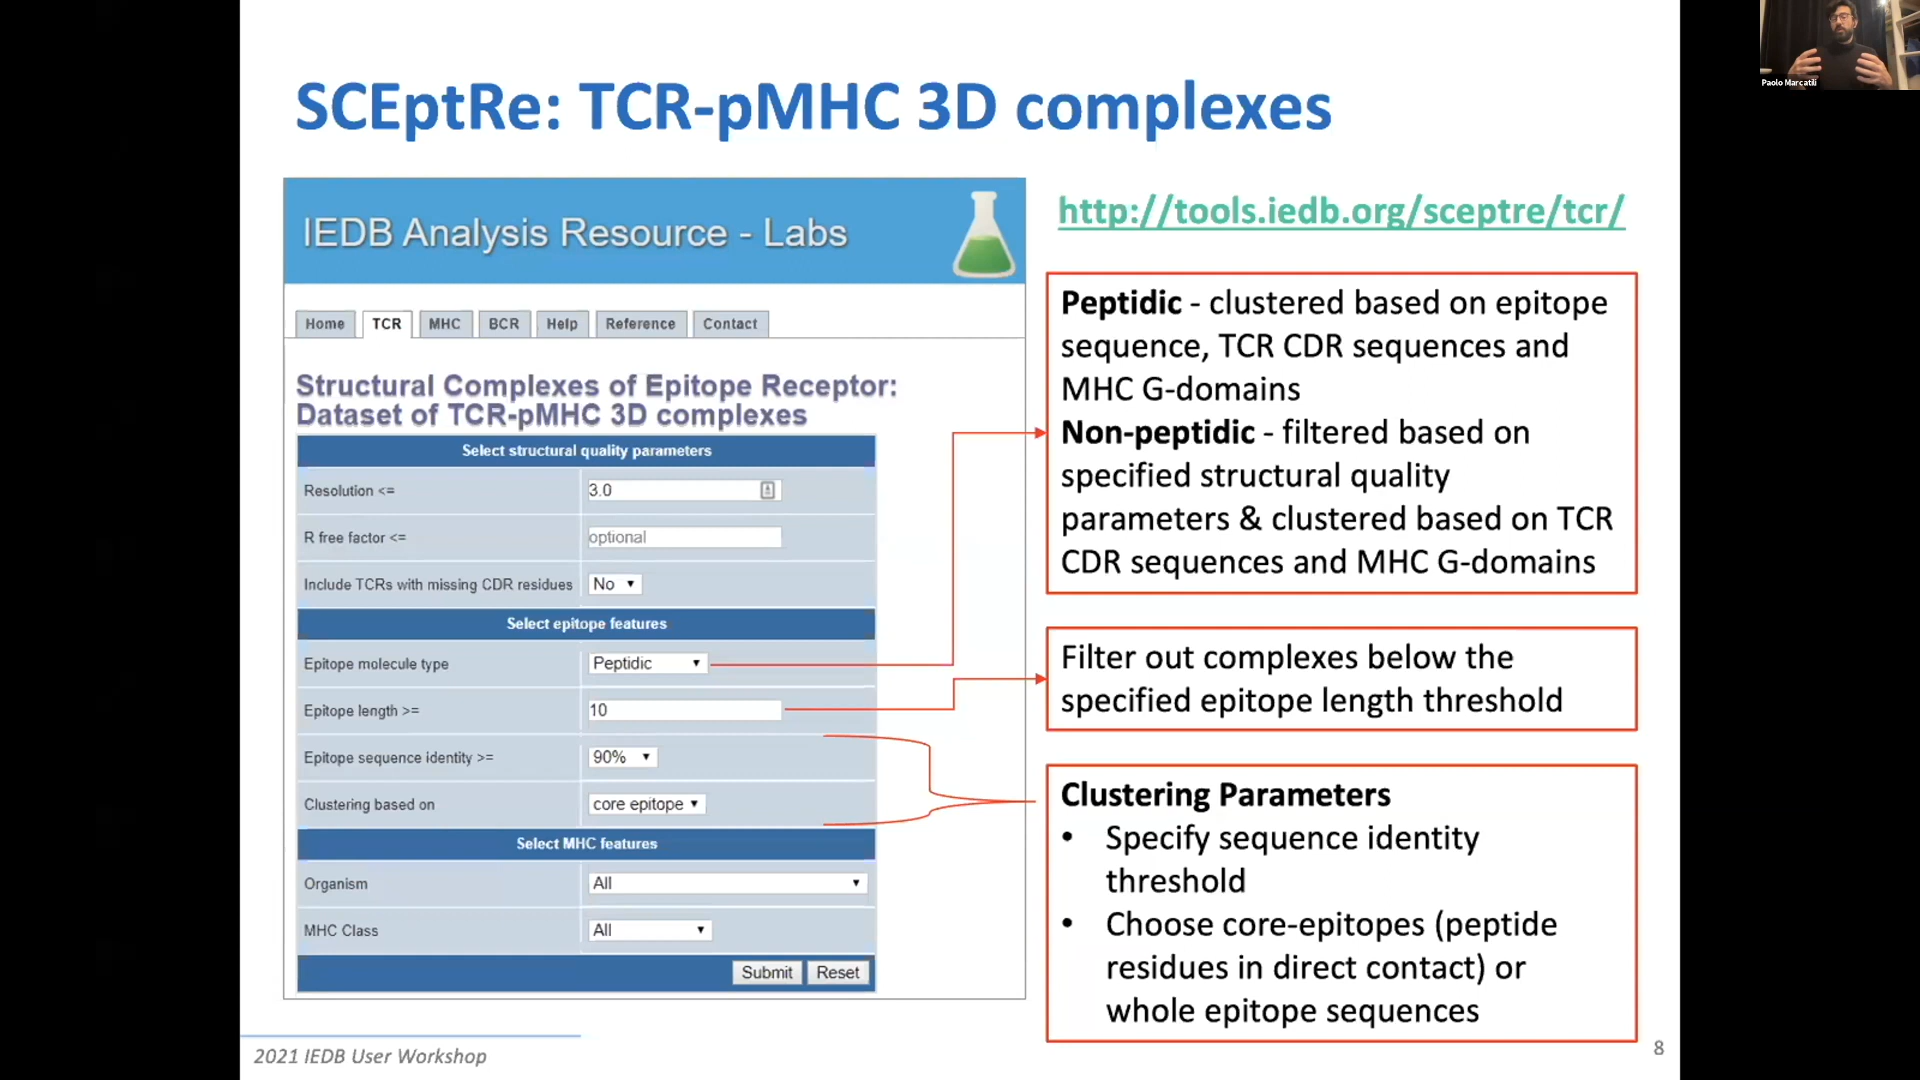 SCEptRe: TCR-pMHC 3D complexes
Paolo Marcatili
IEDB Analysis Resource - Labs
Home
TCR
MHC
BCR
Help
Reference
Contact
Structural Complexes of Epitope Receptor:
Dataset of TCR-pMHC 3D complexes
Select structural quality parameters
Resolution <=
3.0
R free factor <=
optional
Include TCRs with missing CDR residues
No
Select epitope features
Epitope molecule type
Peptidic
Epitope length >=
10
Epitope sequence identity >=
90%
Clustering based on
core epitope
Select MHC features
Organism
All
MHC Class
All
Submit
Reset
http://tools.iedb.org/sceptre/tcr/
Peptidic - clustered based on epitope
sequence, TCR CDR sequences and
MHC G-domains
Non-peptidic - filtered based on
specified structural quality
parameters & clustered based on TCR
CDR sequences and MHC G-domains
Filter out complexes below the
specified epitope length threshold
Clustering Parameters
• Specify sequence identity
threshold
• Choose core-epitopes (peptide
residues in direct contact) or
whole epitope sequences
2021 IEDB User Workshop
8